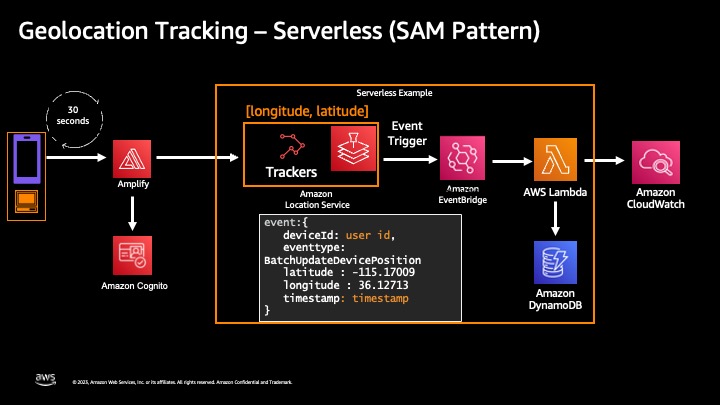 Geolocation Tracking – Serverless (SAM Pattern)
Serverless Example
30
seconds
[longitude, latitude]
Event
Trigger
Trackers
Amplify
Amazon
Location Service
Amazon
EventBridge
AWS Lambda
Amazon
CloudWatch
event:{
deviceId: user id,
eventtype:
BatchUpdateDevicePosition
latitude : -115.17009
longitude : 36.12713
timestamp: timestamp
}
Amazon Cognito
Amazon
DynamoDB
aws
© 2023, Amazon Web Services, Inc. or its affiliates. All rights reserved. Amazon Confidential and Trademark.